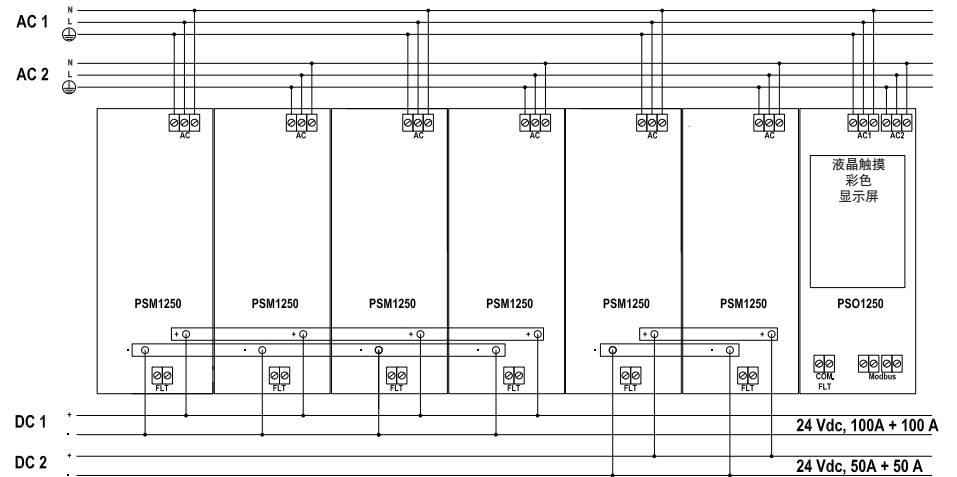 AC 1
N
L
AC 2
N
L
AC
AC
AC
AC
AC
AC
AC1
AC2
液晶触摸
彩色
显示屏
PSM1250
PSM1250
PSM1250
PSM1250
PSM1250
PSM1250
PSO1250
+
+
+
+
+
+
-
-
-
-
-
-
FLT
FLT
FLT
FLT
FLT
FLT
COM.
FLT
Modbus
DC 1
+
-
24 Vdc, 100A + 100 A
DC 2
+
-
24 Vdc, 50A + 50 A